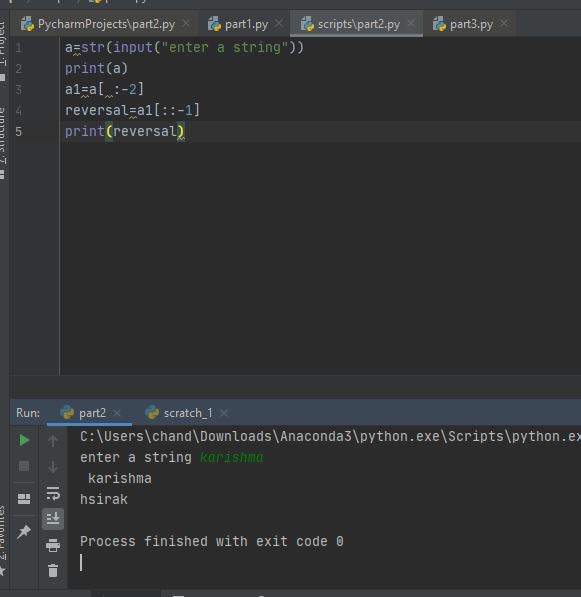 PycharmProjects\part2.py part1.py scripts\part2.py part3.py
1 a=str(input("enter a string"))
2 print(a)
3 a1=a[ :-2]
4 reversal=a1[::-1]
5 print(reversal)
1: Project
Z: Structure
2: Favorites
Run: part2 scratch_1
C:\Users\chand\Downloads\Anaconda3\python.exe\Scripts\python.ex
enter a string karishma
 karishma
hsirak
Process finished with exit code 0